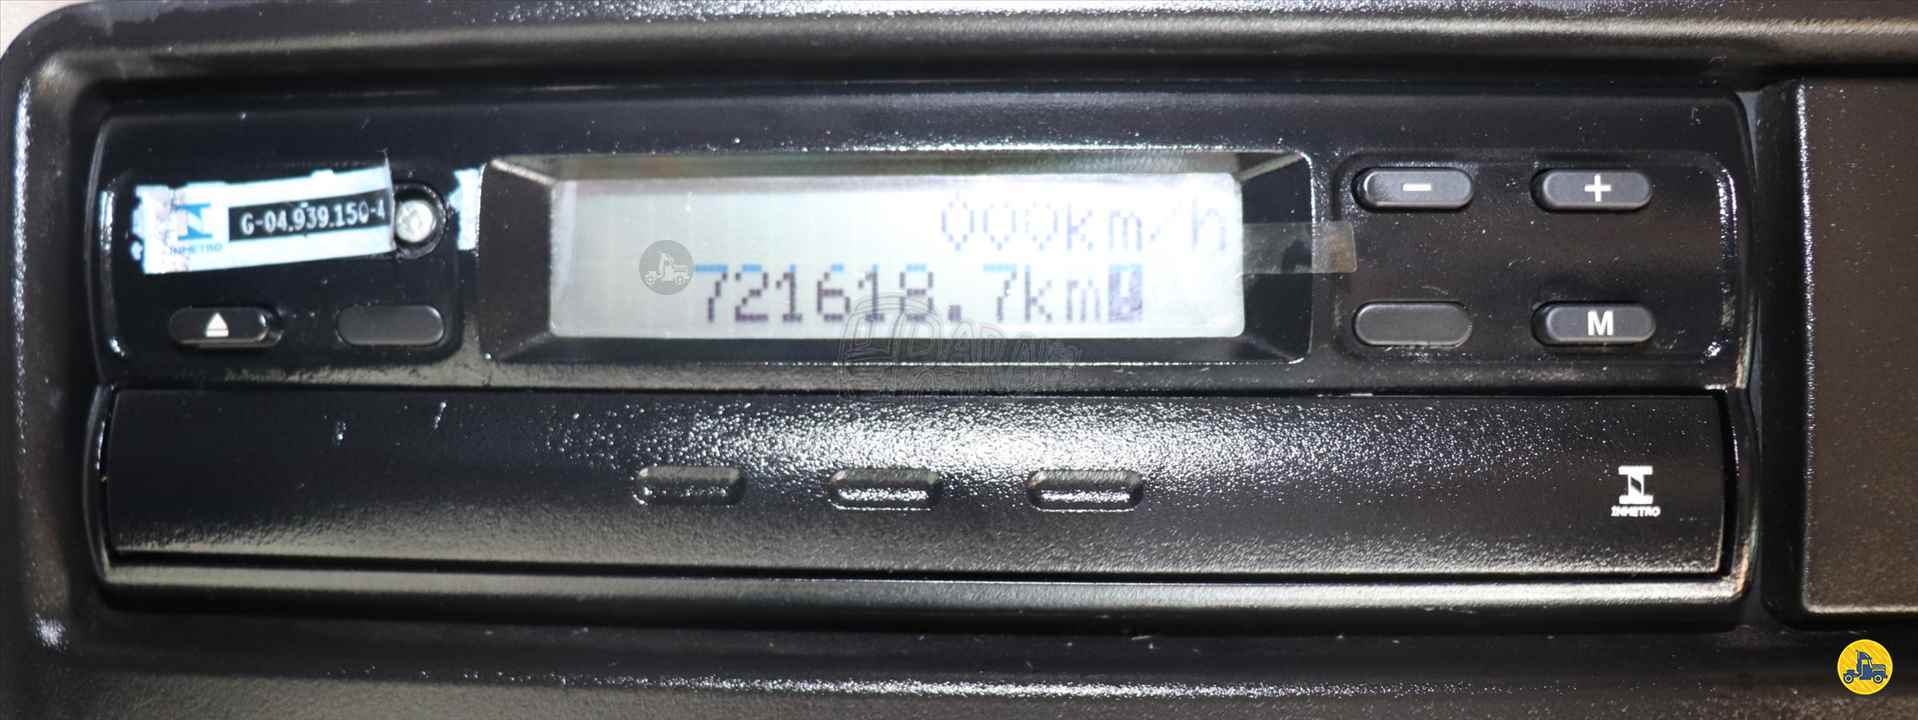 000km/h
INMETRO
G-04.939.150-4
721618.7km
M
INMETRO